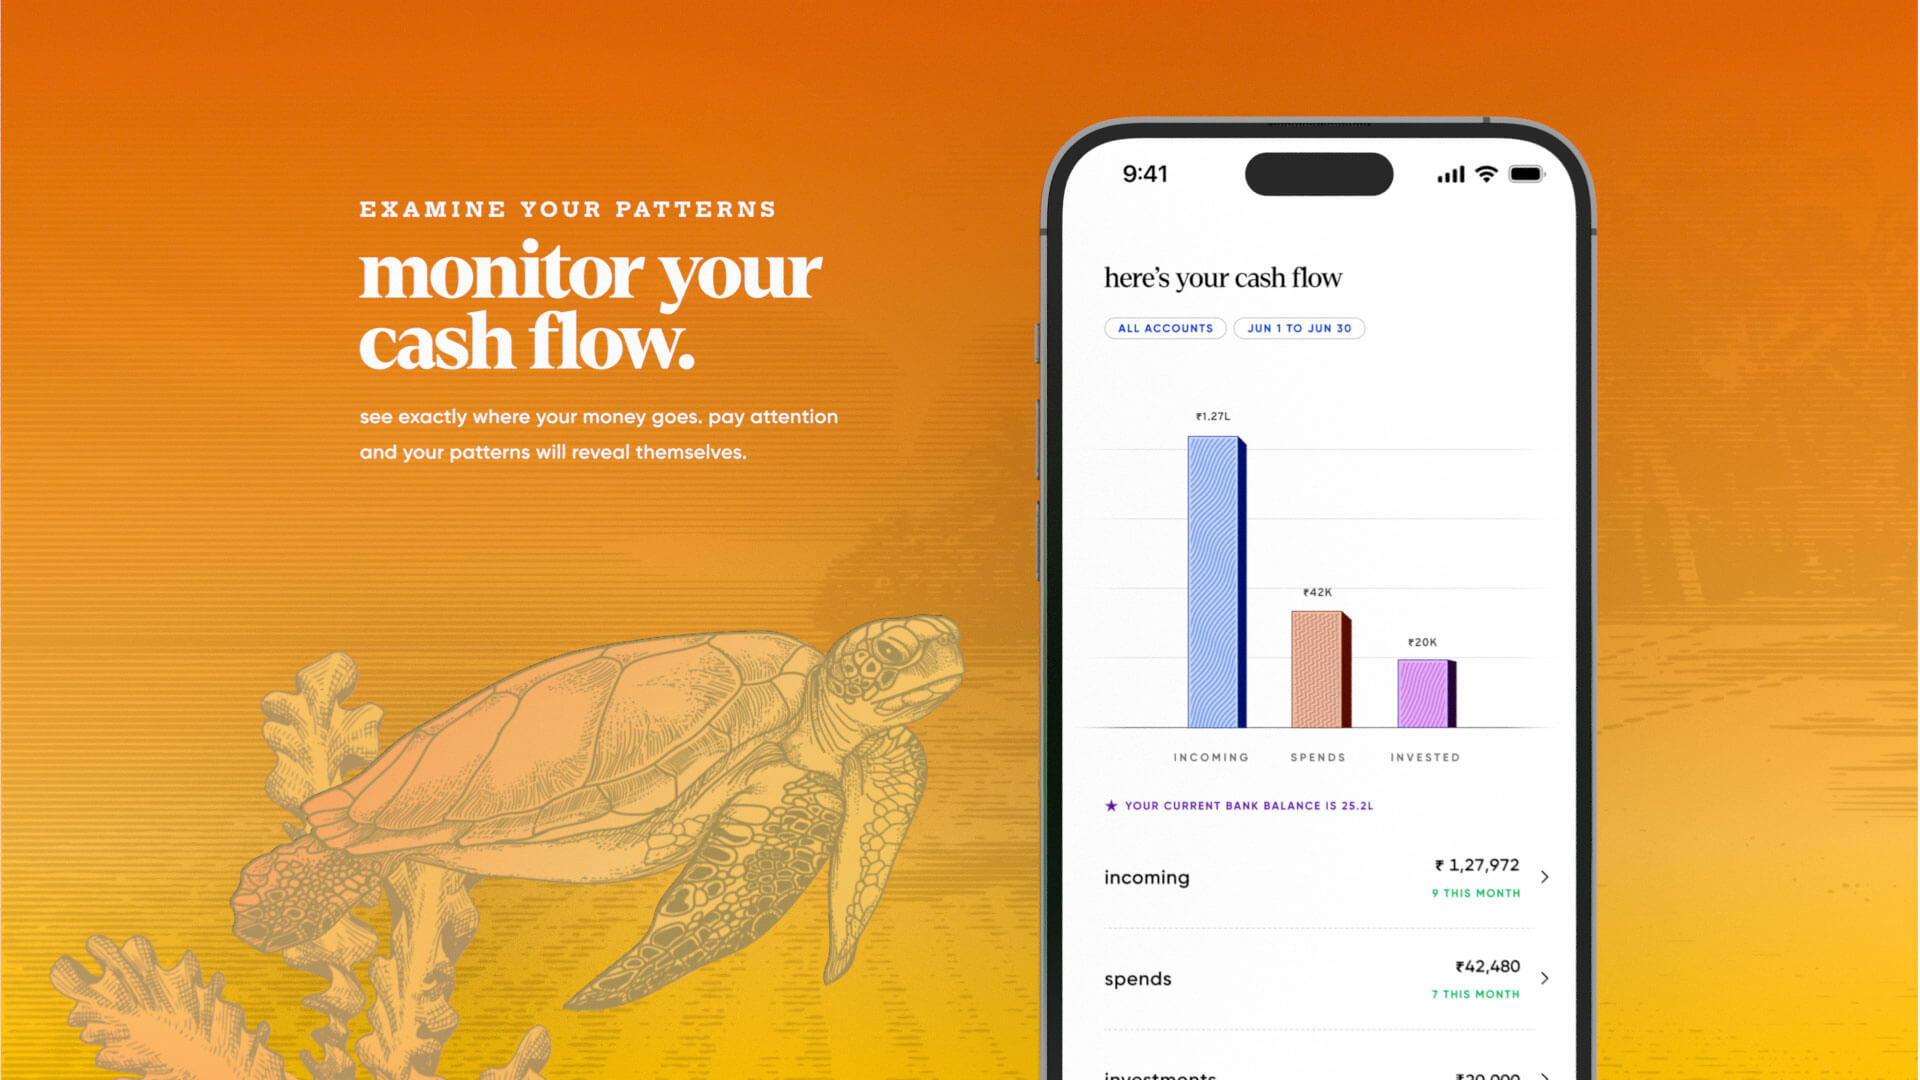 EXAMINE YOUR PATTERNS
monitor your
cash flow.
see exactly where your money goes. pay attention
and your patterns will reveal themselves.
9:41
here's your cash flow
ALL ACCOUNTS JUN 1 TO JUN 30
₹1.27L
₹42K
₹20K
INCOMING SPENDS INVESTED
★ YOUR CURRENT BANK BALANCE IS 25.2L
incoming ₹ 1,27,972
9 THIS MONTH
spends ₹42,480
7 THIS MONTH
investments ₹20,000